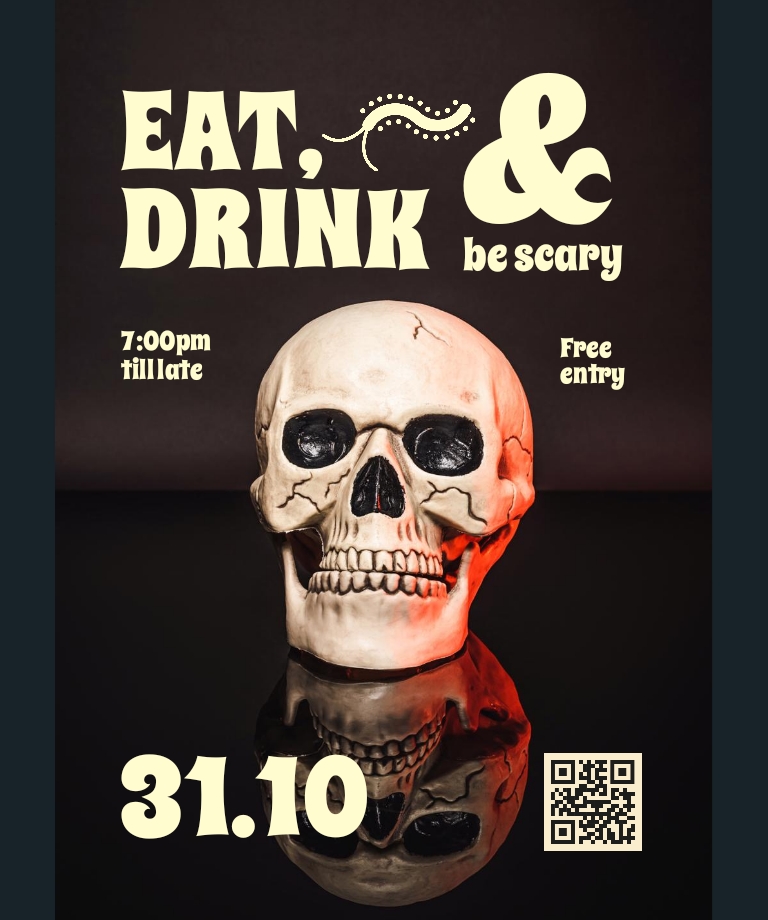 EAT,
DRINK
&
be scary
7:00pm
till late
Free
entry
31.10